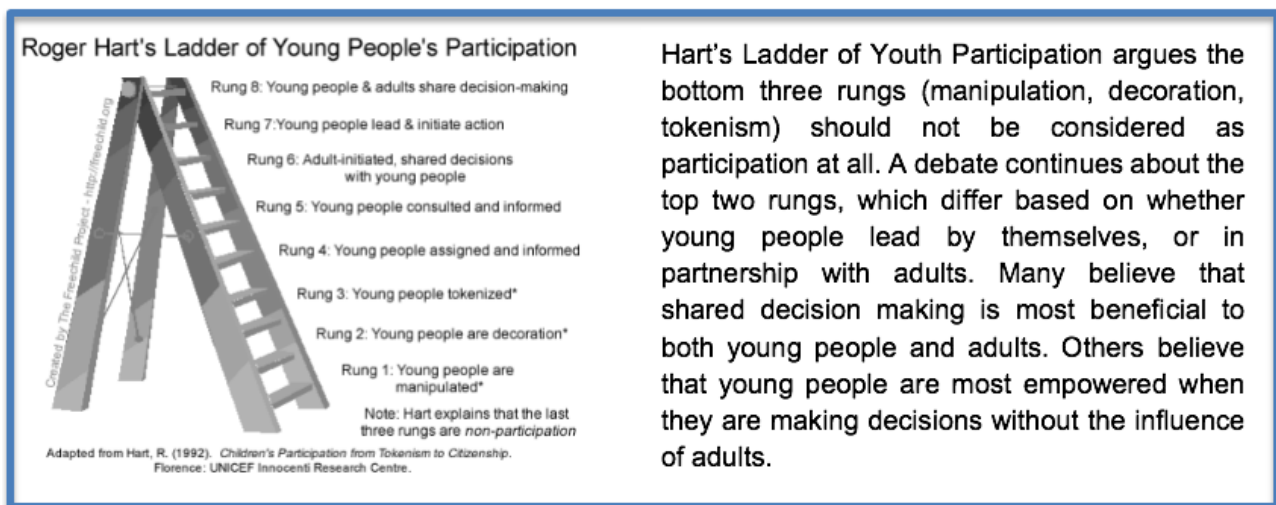 Roger Hart's Ladder of Young People's Participation
Rung 8: Young people & adults share decision-making
Rung 7:Young people lead & initiate action
Rung 6: Adult-initiated, shared decisions
with young people
Rung 5: Young people consulted and informed
Rung 4: Young people assigned and informed
Rung 3: Young people tokenized*
Rung 2: Young people are decoration*
Rung 1: Young people are
manipulated*
Note: Hart explains that the last
three rungs are non-participation
Created by The Freechild Project - http://freechild.org
Adapted from Hart, R. (1992). Children's Participation from Tokenism to Citizenship.
Florence: UNICEF Innocenti Research Centre.
Hart's Ladder of Youth Participation argues the
bottom three rungs (manipulation, decoration,
tokenism) should not be considered as
participation at all. A debate continues about the
top two rungs, which differ based on whether
young people lead by themselves, or in
partnership with adults. Many believe that
shared decision making is most beneficial to
both young people and adults. Others believe
that young people are most empowered when
they are making decisions without the influence
of adults.